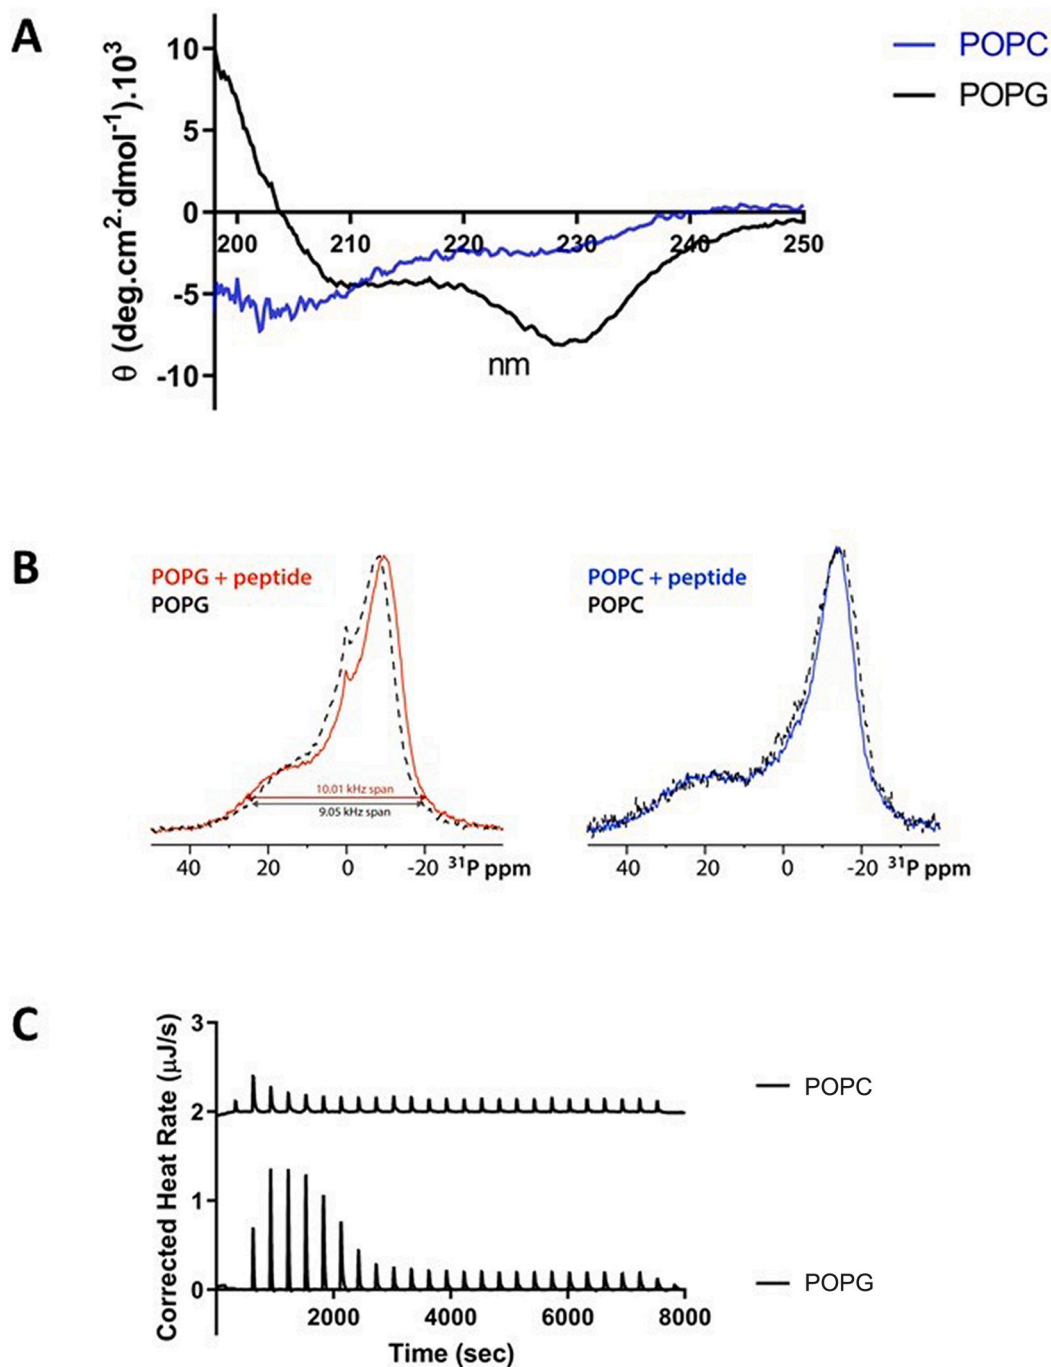 A
POPC
POPG
θ (deg.cm²·dmol⁻¹).10³
10
5
0
-5
-10
200 210 220 230 240 250
nm
B
POPG + peptide
POPG
10.01 kHz span
9.05 kHz span
40 20 0 -20 ³¹P ppm
POPC + peptide
POPC
40 20 0 -20 ³¹P ppm
C
Corrected Heat Rate (µJ/s)
3
2
1
0
2000 4000 6000 8000
Time (sec)
POPC
POPG